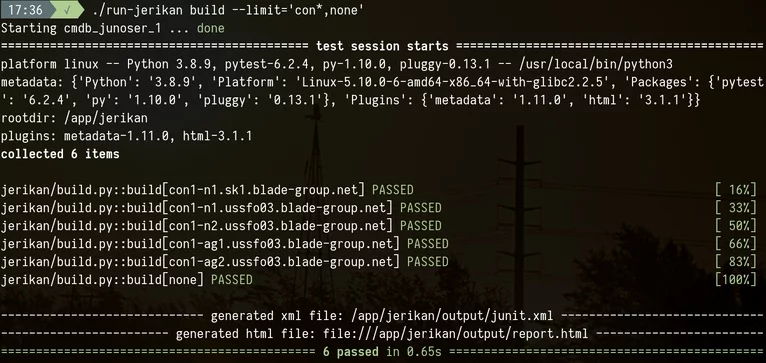 17:36 ✓ ./run-jerikan build --limit='con*,none'
Starting cmdb_junoser_1 ... done
============================================ test session starts ============================================
platform linux -- Python 3.8.9, pytest-6.2.4, py-1.10.0, pluggy-0.13.1 -- /usr/local/bin/python3
metadata: {'Python': '3.8.9', 'Platform': 'Linux-5.10.0-6-amd64-x86_64-with-glibc2.2.5', 'Packages': {'pytest
': '6.2.4', 'py': '1.10.0', 'pluggy': '0.13.1'}, 'Plugins': {'metadata': '1.11.0', 'html': '3.1.1'}}
rootdir: /app/jerikan
plugins: metadata-1.11.0, html-3.1.1
collected 6 items
jerikan/build.py::build[con1-n1.sk1.blade-group.net] PASSED [ 16%]
jerikan/build.py::build[con1-n1.ussfo03.blade-group.net] PASSED [ 33%]
jerikan/build.py::build[con1-n2.ussfo03.blade-group.net] PASSED [ 50%]
jerikan/build.py::build[con1-ag1.ussfo03.blade-group.net] PASSED [ 66%]
jerikan/build.py::build[con1-ag2.ussfo03.blade-group.net] PASSED [ 83%]
jerikan/build.py::build[none] PASSED [100%]
----------------------------- generated xml file: /app/jerikan/output/junit.xml -----------------------------
------------------------ generated html file: file:///app/jerikan/output/report.html ------------------------
============================================= 6 passed in 0.65s =============================================